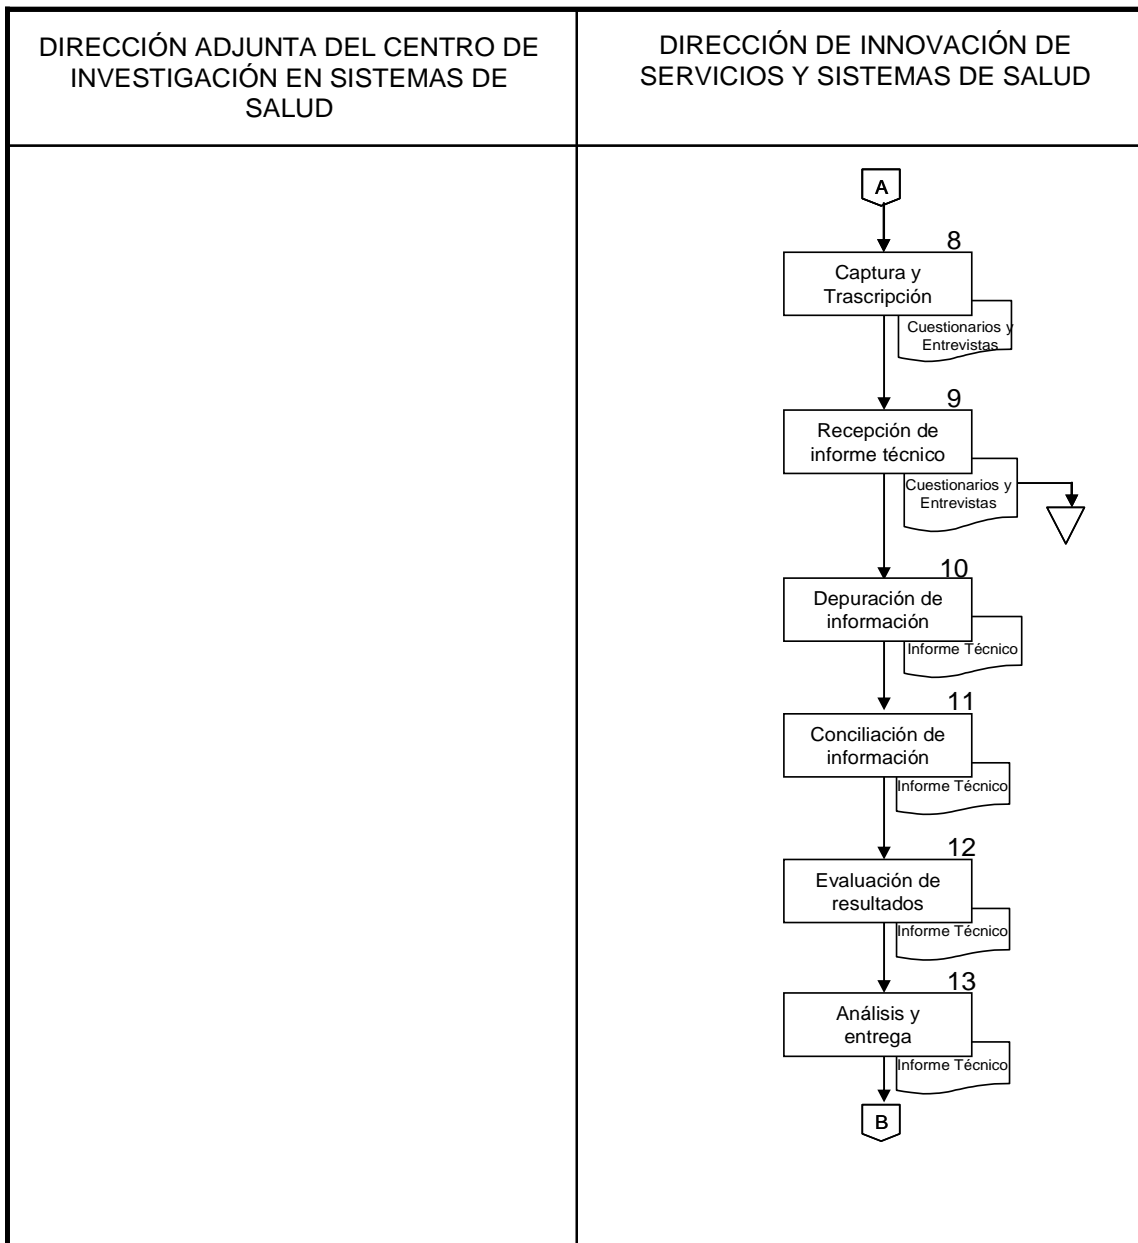 DIRECCIÓN ADJUNTA DEL CENTRO DE
INVESTIGACIÓN EN SISTEMAS DE
SALUD
DIRECCIÓN DE INNOVACIÓN DE
SERVICIOS Y SISTEMAS DE SALUD
A
8
Captura y
Trascripción
Cuestionarios y
Entrevistas
9
Recepción de
informe técnico
Cuestionarios y
Entrevistas
10
Depuración de
información
Informe Técnico
11
Conciliación de
información
Informe Técnico
12
Evaluación de
resultados
Informe Técnico
13
Análisis y
entrega
Informe Técnico
B